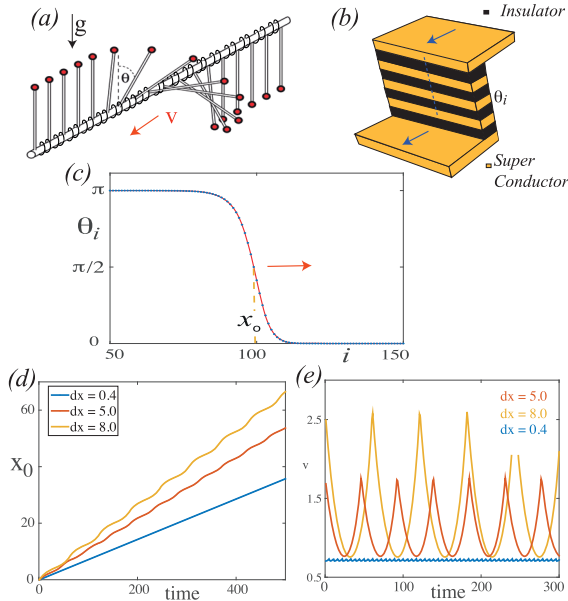 (a)
g
θ
v
(b)
Insulator
θi
Super
Conductor
(c)
π
Θi
π/2
0
xo
50
100
i
150
(d)
dx = 0.4
dx = 5.0
dx = 8.0
60
40
20
0
X0
0
200
400
time
(e)
dx = 5.0
dx = 8.0
dx = 0.4
2.5
v
1.5
0.5
0
100
200
300
time